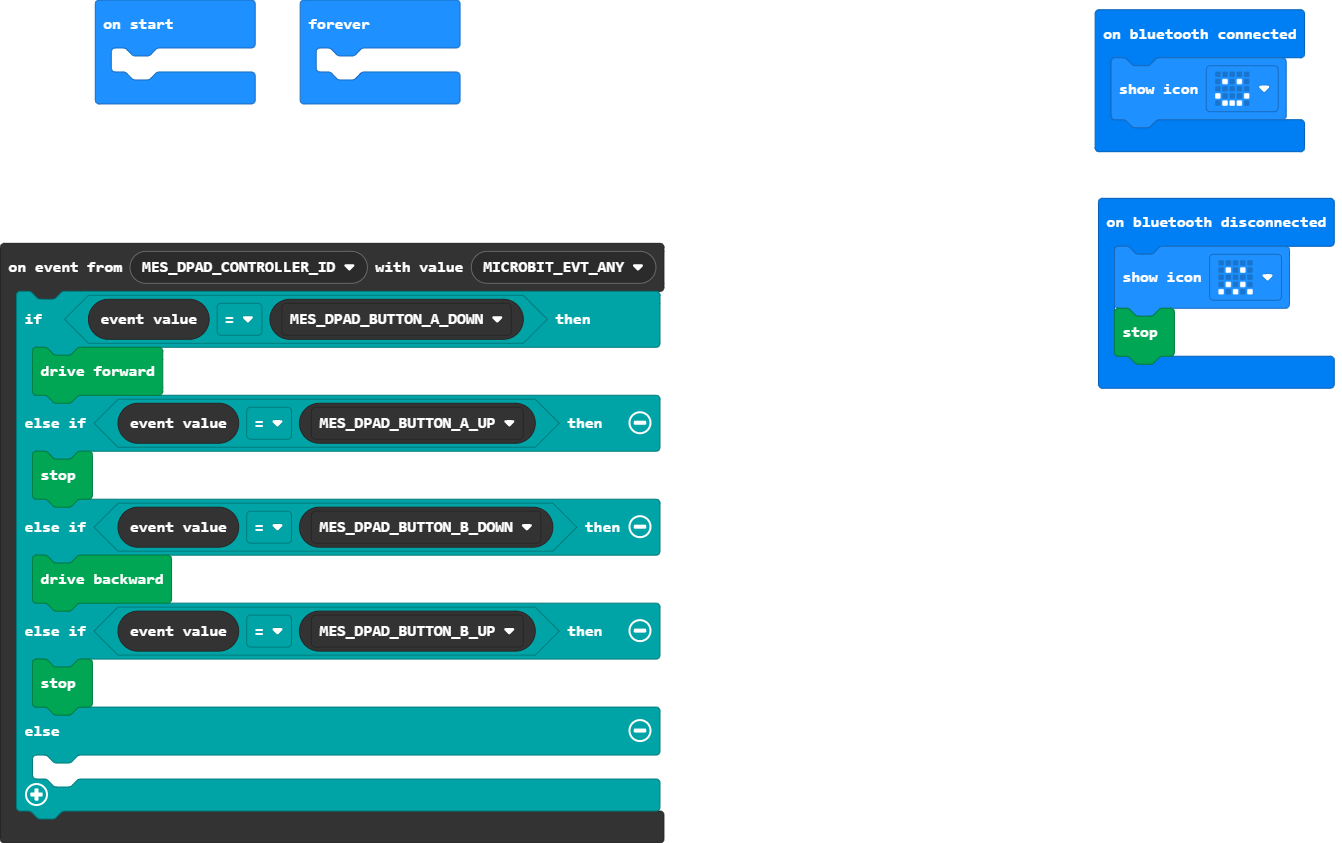 on start
forever
on bluetooth connected
show icon
on bluetooth disconnected
show icon
stop
on event from MES_DPAD_CONTROLLER_ID with value MICROBIT_EVT_ANY
if event value = MES_DPAD_BUTTON_A_DOWN then
drive forward
else if event value = MES_DPAD_BUTTON_A_UP then
stop
else if event value = MES_DPAD_BUTTON_B_DOWN then
drive backward
else if event value = MES_DPAD_BUTTON_B_UP then
stop
else